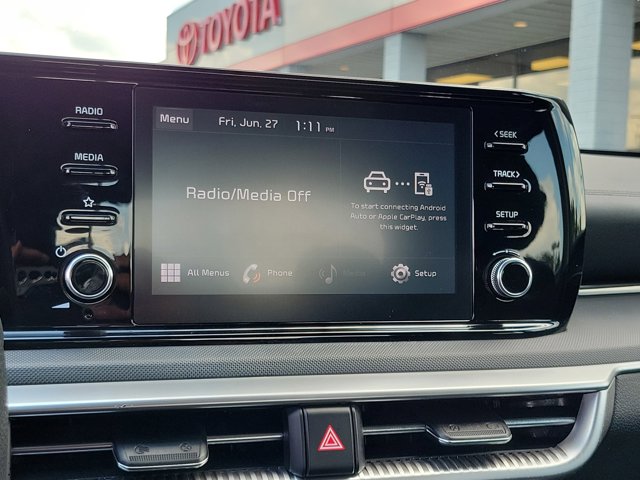 TOYOTA
RADIO
MEDIA
Menu
Fri, Jun. 27
1:11 PM
Radio/Media Off
To start connecting Android
Auto or Apple CarPlay, press
this widget.
All Menus
Phone
Media
Setup
< SEEK
TRACK >
SETUP